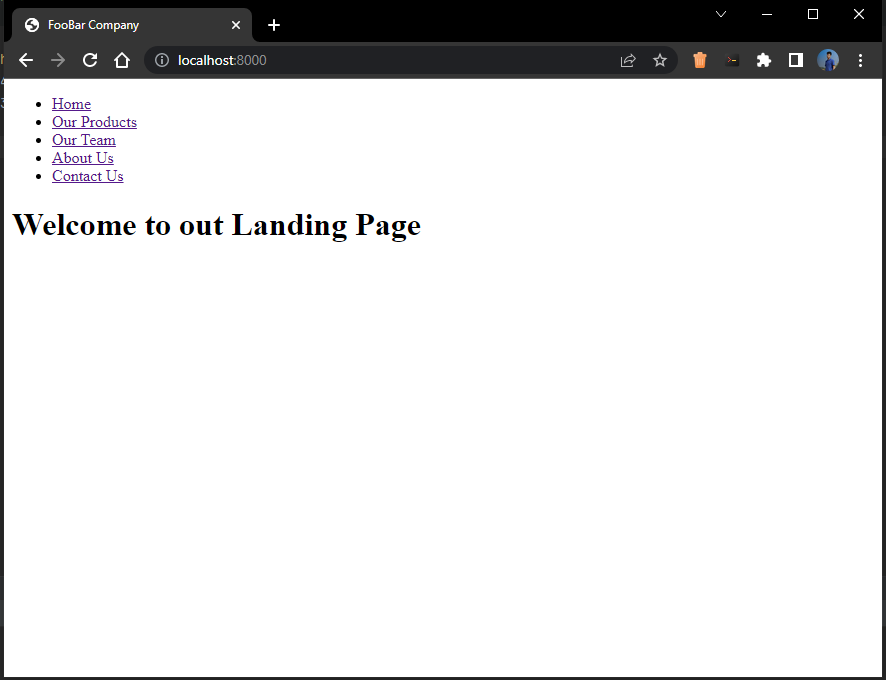 FooBar Company
localhost:8000
Home
Our Products
Our Team
About Us
Contact Us
Welcome to out Landing Page